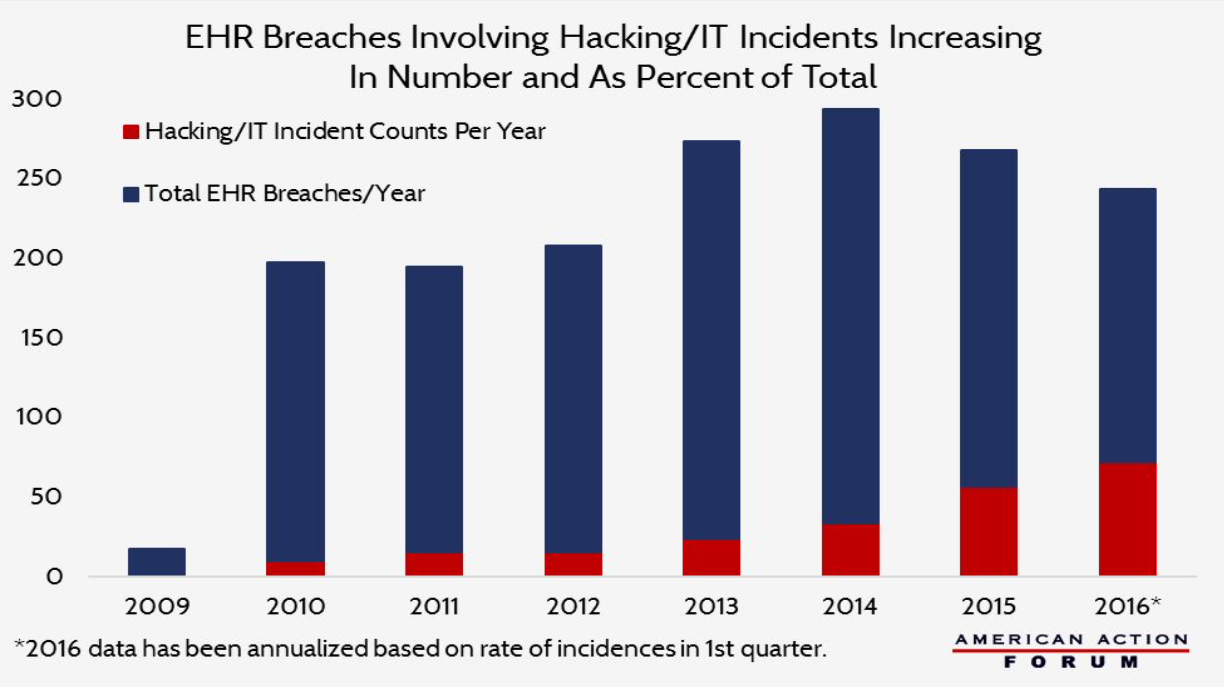 EHR Breaches Involving Hacking/IT Incidents Increasing
In Number and As Percent of Total
300
Hacking/IT Incident Counts Per Year
250
Total EHR Breaches/Year
200
150
100
50
0
2009 2010 2011 2012 2013 2014 2015 2016*
*2016 data has been annualized based on rate of incidences in 1st quarter.
AMERICAN ACTION
FORUM